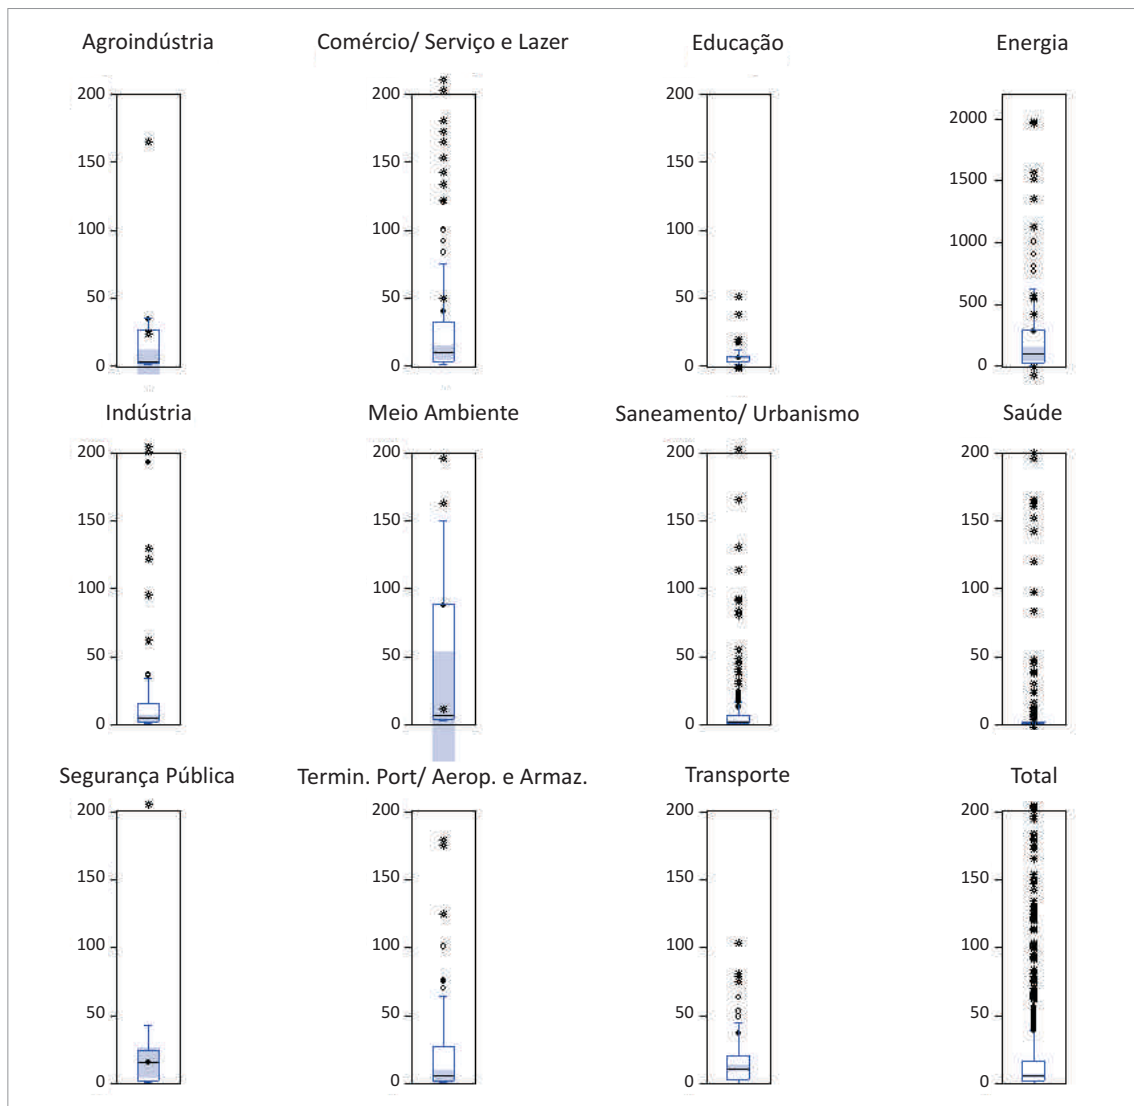 Agroindústria Comércio/ Serviço e Lazer Educação Energia
200 200 200 2000
150 150 150 1500
100 100 100 1000
50 50 50 500
0 0 0 0
Indústria Meio Ambiente Saneamento/ Urbanismo Saúde
200 200 200 200
150 150 150 150
100 100 100 100
50 50 50 50
0 0 0 0
Segurança Pública Termin. Port/ Aerop. e Armaz. Transporte Total
200 200 200 200
150 150 150 150
100 100 100 100
50 50 50 50
0 0 0 0